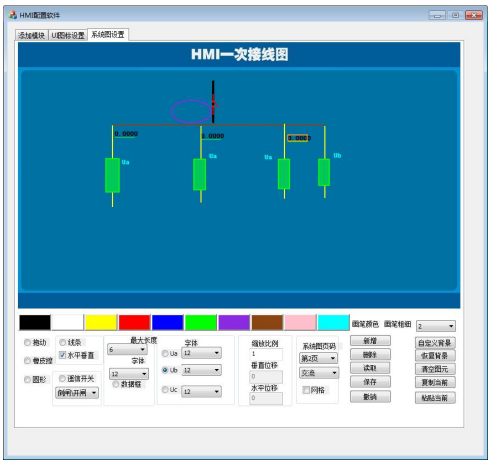 HMI配置软件
添加模块 UI图标设置 系统图设置
HMI一次接线图
0.0000 0.0000 0.0000
Ua Ua Ua Ub
画笔颜色 画笔粗细 2
拖动 线条 最大长度 字体 缩放比例 系统图页码 新增 自定义背景
6 Ua 12 1 第2页 删除 恢复背景
橡皮擦 水平垂直 字体 垂直位移 读取 清空图元
12 Ub 12 0 交流 保存 复制当前
圆形 遥信开关 数据框 水平位移 网格 撤销 粘贴当前
侧闸:开闸 Uc 12 0